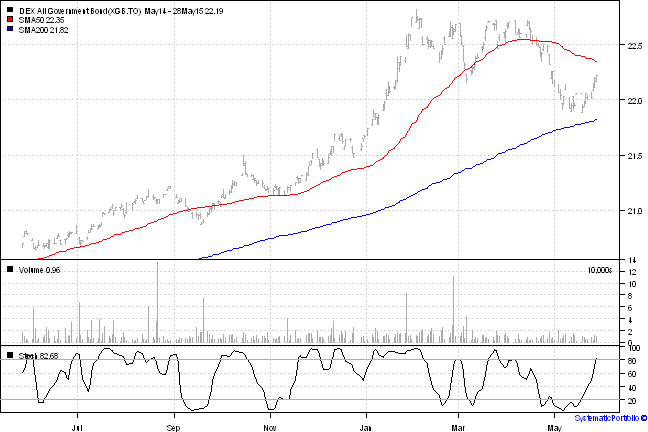 DEX All Government Bond(XGB.TO) May14 - 28May15 22.19
SMA50 22.35
SMA200 21.82
22.5
22.0
21.5
21.0
Volume 0.96
10,000s
14
12
10
8
6
4
2
0
Stoch 82.68
100
80
60
40
20
Jul
Sep
Nov
Jan
Mar
May
SystematicPortfolio ©